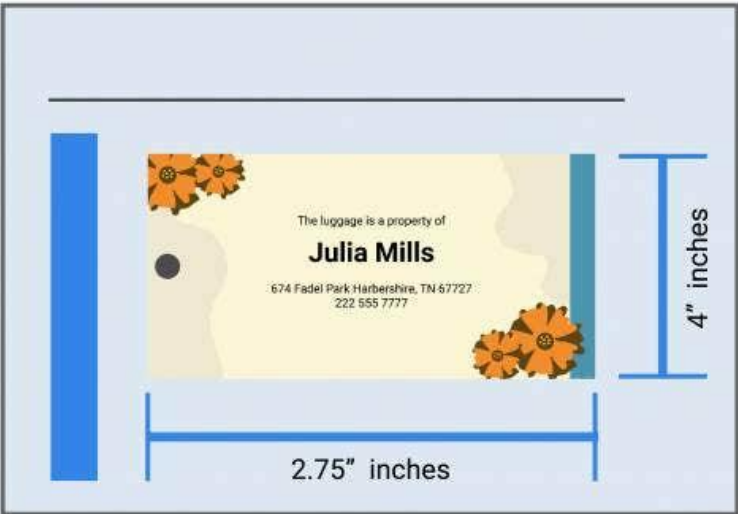 The luggage is a property of
Julia Mills
674 Fadel Park Harbershire, TN 67727
222 555 7777
4” inches
2.75” inches